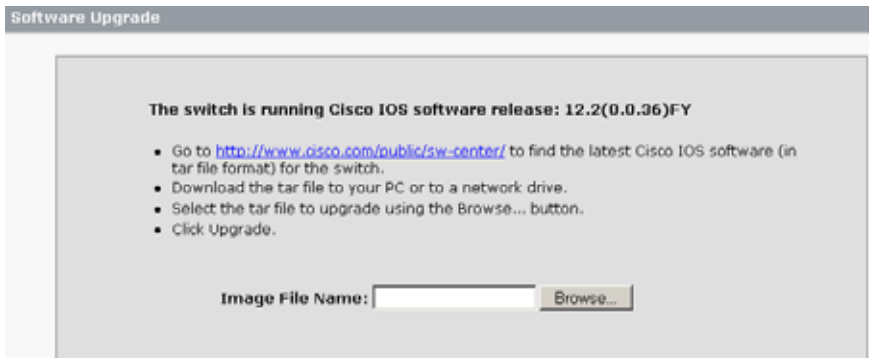 Software Upgrade
The switch is running Cisco IOS software release: 12.2(0.0.36)FY
• Go to http://www.cisco.com/public/sw-center/ to find the latest Cisco IOS software (in
tar file format) for the switch.
• Download the tar file to your PC or to a network drive.
• Select the tar file to upgrade using the Browse... button.
• Click Upgrade.
Image File Name: Browse...